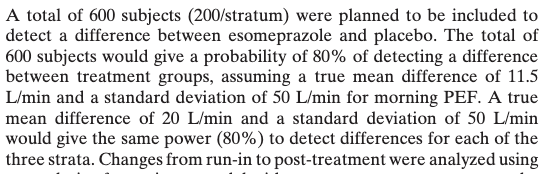 A total of 600 subjects (200/stratum) were planned to be included to
detect a difference between esomeprazole and placebo. The total of
600 subjects would give a probability of 80% of detecting a difference
between treatment groups, assuming a true mean difference of 11.5
L/min and a standard deviation of 50 L/min for morning PEF. A true
mean difference of 20 L/min and a standard deviation of 50 L/min
would give the same power (80%) to detect differences for each of the
three strata. Changes from run-in to post-treatment were analyzed using